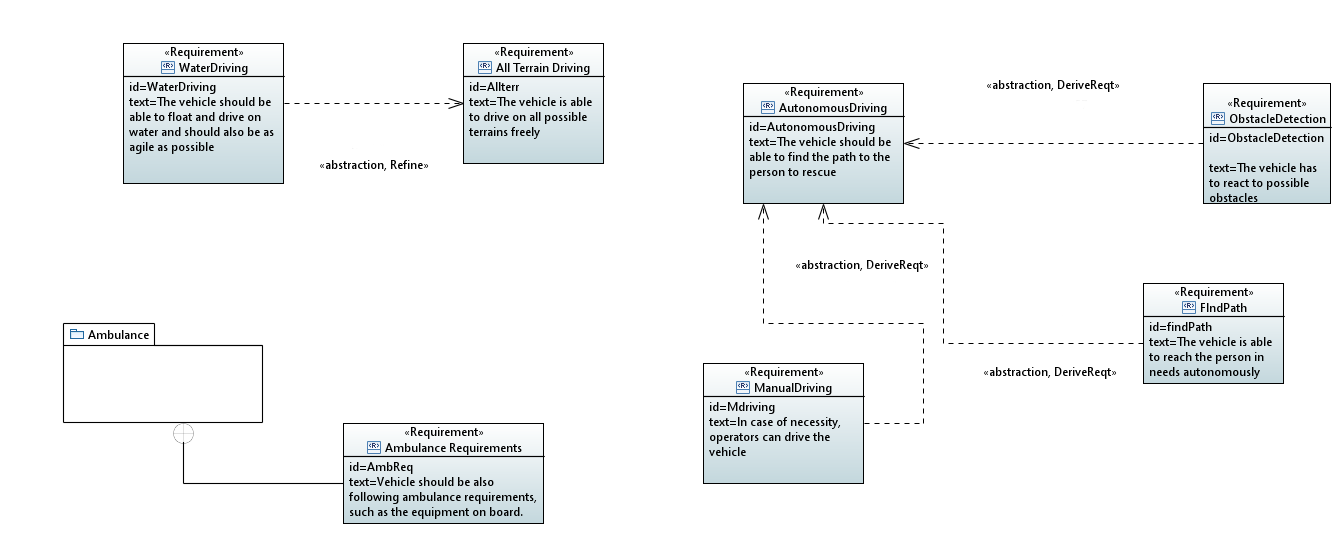 «Requirement»
WaterDriving
id=WaterDriving
text=The vehicle should be
able to float and drive on
water and should also be as
agile as possible
«Requirement»
All Terrain Driving
id=Allterr
text=The vehicle is able
to drive on all possible
terrains freely
«abstraction, Refine»
«Requirement»
AutonomousDriving
id=AutonomousDriving
text=The vehicle should be
able to find the path to the
person to rescue
«abstraction, DeriveReqt»
«Requirement»
ObstacleDetection
id=ObstacleDetection
text=The vehicle has
to react to possible
obstacles
«abstraction, DeriveReqt»
«Requirement»
FIndPath
id=findPath
text=The vehicle is able
to reach the person in
needs autonomously
«abstraction, DeriveReqt»
Ambulance
«Requirement»
Ambulance Requirements
id=AmbReq
text=Vehicle should be also
following ambulance requirements,
such as the equipment on board.
«Requirement»
ManualDriving
id=Mdriving
text=In case of necessity,
operators can drive the
vehicle